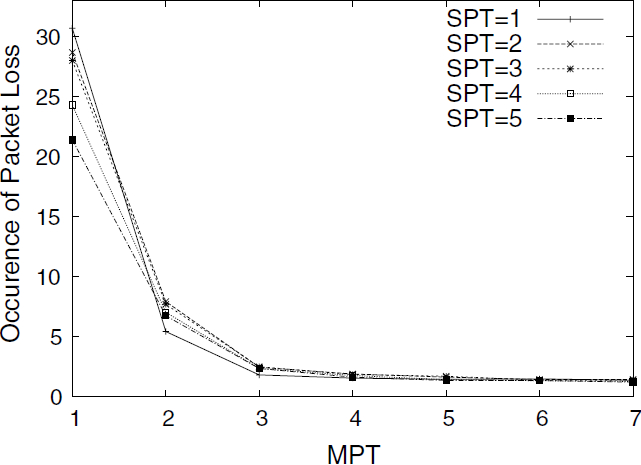 SPT=1
SPT=2
SPT=3
SPT=4
SPT=5
30
25
20
15
10
5
0
Occurence of Packet Loss
1 2 3 4 5 6 7
MPT